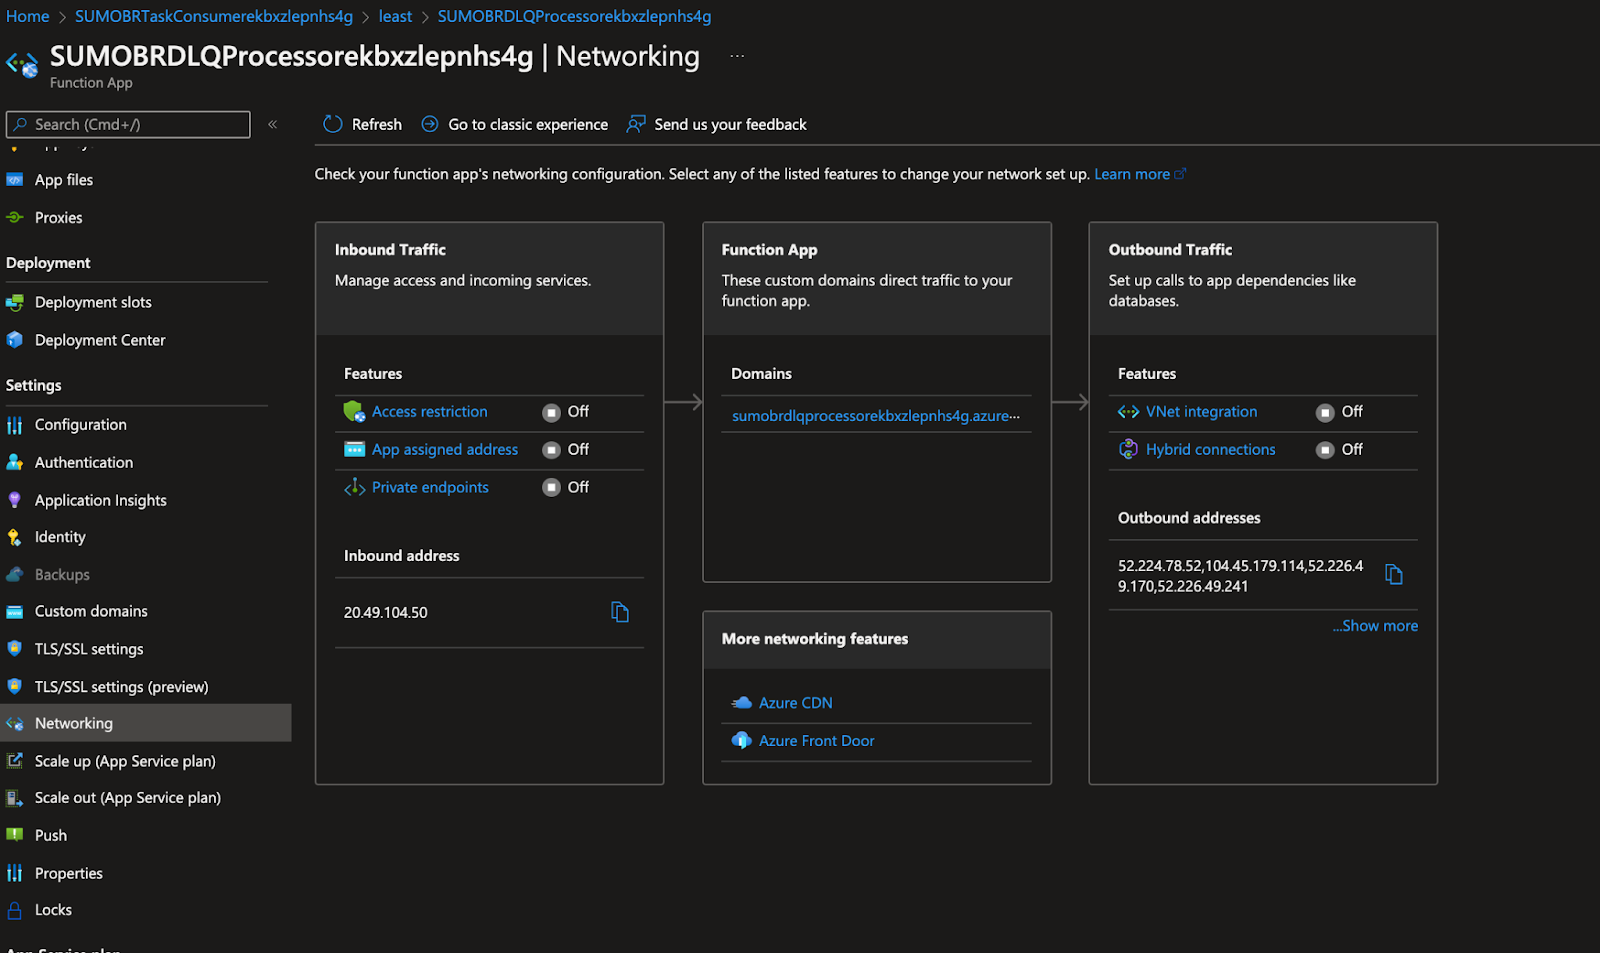 Home > SUMOBRTaskConsumerekbxzlepnhs4g > least > SUMOBRDLQProcessorekbxzlepnhs4g
SUMOBRDLQProcessorekbxzlepnhs4g | Networking ...
Function App
Search (Cmd+/)
«
Refresh
Go to classic experience
Send us your feedback
App files
Proxies
Deployment
Deployment slots
Deployment Center
Settings
Configuration
Authentication
Application Insights
Identity
Backups
Custom domains
TLS/SSL settings
TLS/SSL settings (preview)
Networking
Scale up (App Service plan)
Scale out (App Service plan)
Push
Properties
Locks
Check your function app's networking configuration. Select any of the listed features to change your network set up. Learn more
Inbound Traffic
Manage access and incoming services.
Features
Access restriction Off
App assigned address Off
Private endpoints Off
Inbound address
20.49.104.50
Function App
These custom domains direct traffic to your
function app.
Domains
sumobrdlqprocessorekbxzlepnhs4g.azure...
More networking features
Azure CDN
Azure Front Door
Outbound Traffic
Set up calls to app dependencies like
databases.
Features
VNet integration Off
Hybrid connections Off
Outbound addresses
52.224.78.52,104.45.179.114,52.226.4
9.170,52.226.49.241
...Show more